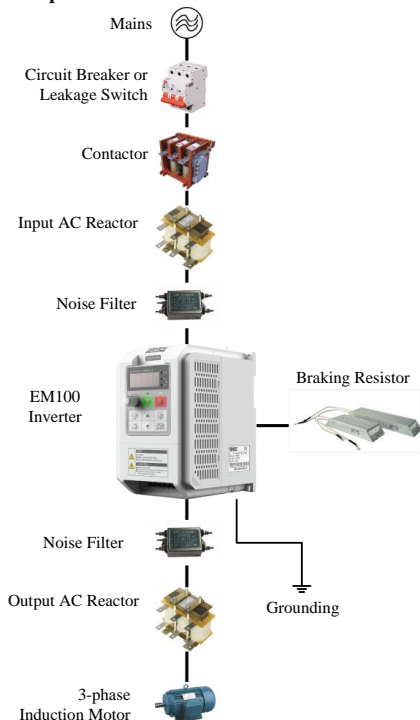 Mains
Circuit Breaker or
Leakage Switch
Contactor
Input AC Reactor
Noise Filter
EM100
Inverter
Braking Resistor
Noise Filter
Output AC Reactor
Grounding
3-phase
Induction Motor